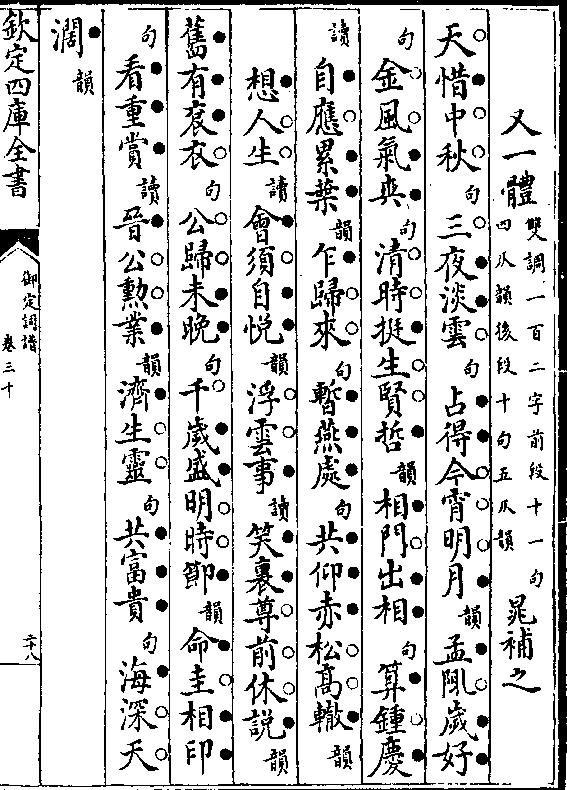 又一體 雙調一百二字前段十一句四仄韻後段十句五仄韻 晁補之
天惜中秋句三夜淡雲句占得今宵明月韻孟陬歲好
句金風氣爽句清時挺生賢哲韻相門出相句算鍾慶
讀自應累葉韻乍歸來句暫燕處句共仰赤松高轍韻
想人生讀會須自悦韻浮雲事讀笑裏尊前休説韻
舊有衮衣句公歸未晚句千歲盛明時節韻命圭相印
句看重賞讀晉公勲業韻濟生靈句共富貴句海深天
濶韻
欽定四庫全書
御定詞譜
卷三十
二十八